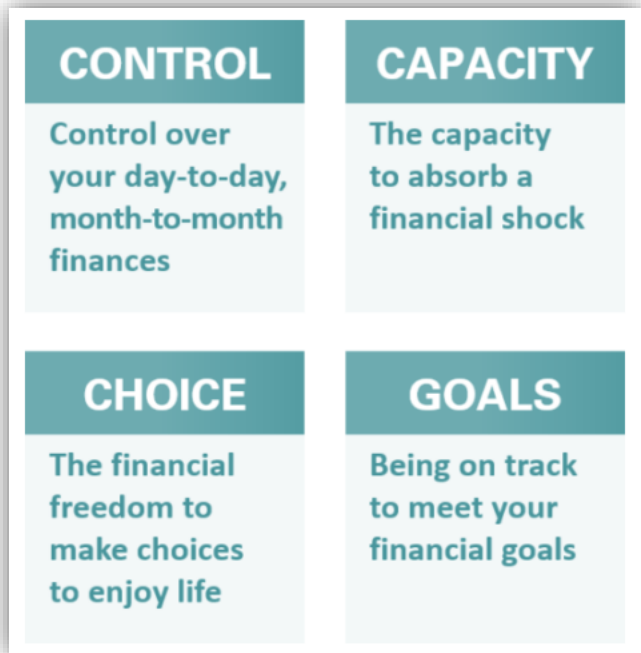 CONTROL
Control over
your day-to-day,
month-to-month
finances
CAPACITY
The capacity
to absorb a
financial shock
CHOICE
The financial
freedom to
make choices
to enjoy life
GOALS
Being on track
to meet your
financial goals